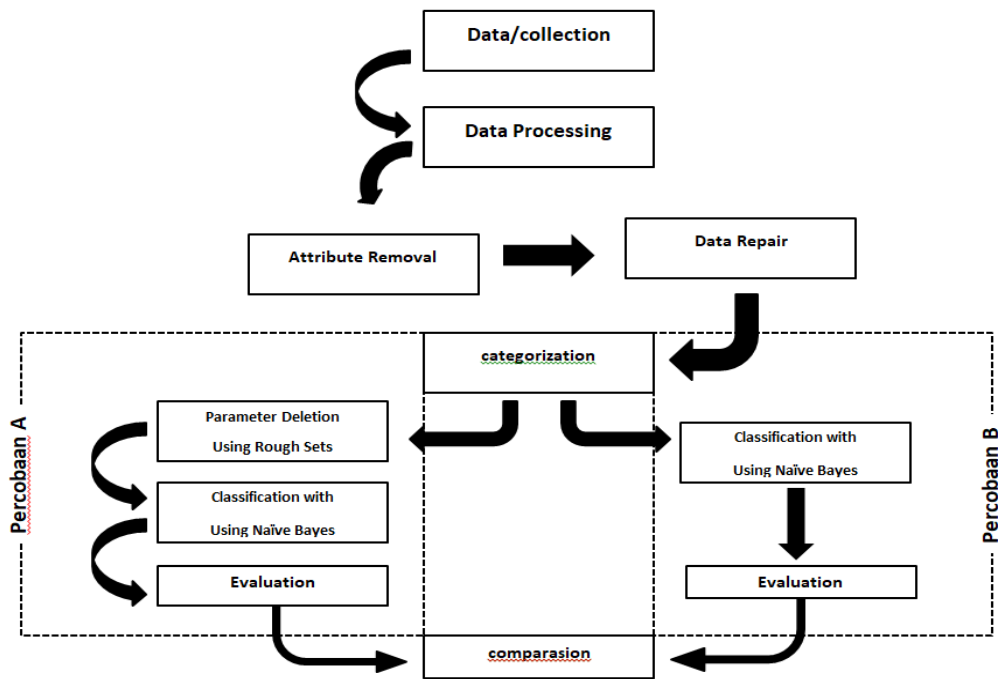 Data/collection
Data Processing
Attribute Removal
Data Repair
categorization
Percobaan A
Parameter Deletion
Using Rough Sets
Classification with
Using Naïve Bayes
Evaluation
Percobaan B
Classification with
Using Naïve Bayes
Evaluation
comparasion